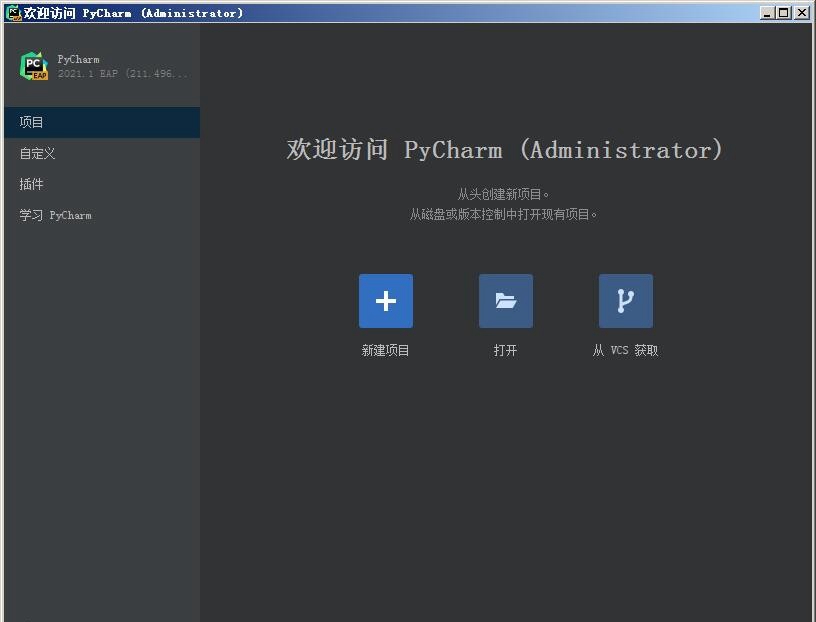 欢迎访问 PyCharm (Administrator)
PyCharm
2021.1 EAP (211.496...
项目
自定义
插件
学习 PyCharm
欢迎访问 PyCharm (Administrator)
从头创建新项目。
从磁盘或版本控制中打开现有项目。
新建项目
打开
从 VCS 获取
PC
EAP